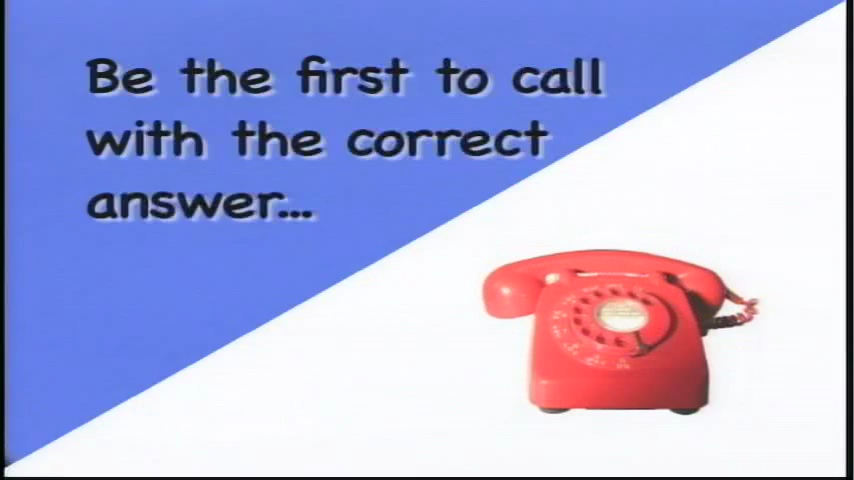 Be the first to call
with the correct
answer...